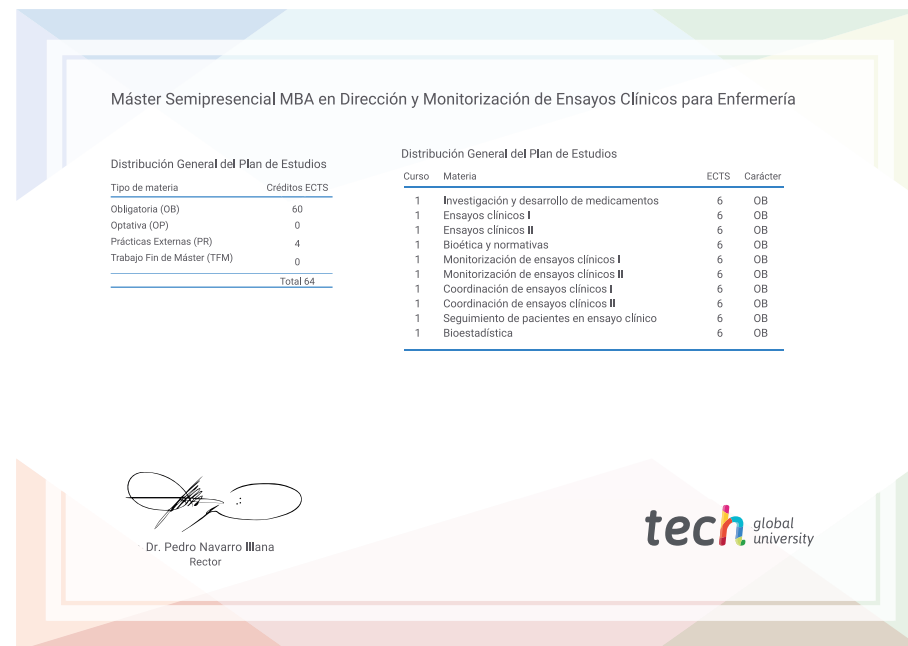 Máster Semipresencial MBA en Dirección y Monitorización de Ensayos Clínicos para Enfermería
Distribución General del Plan de Estudios
Tipo de materia Créditos ECTS
Obligatoria (OB) 60
Optativa (OP) 0
Prácticas Externas (PR) 4
Trabajo Fin de Máster (TFM) 0
Total 64
Distribución General del Plan de Estudios
Curso Materia ECTS Carácter
1 Investigación y desarrollo de medicamentos 6 OB
1 Ensayos clínicos I 6 OB
1 Ensayos clínicos II 6 OB
1 Bioética y normativas 6 OB
1 Monitorización de ensayos clínicos I 6 OB
1 Monitorización de ensayos clínicos II 6 OB
1 Coordinación de ensayos clínicos I 6 OB
1 Coordinación de ensayos clínicos II 6 OB
1 Seguimiento de pacientes en ensayo clínico 6 OB
1 Bioestadística 6 OB
Dr. Pedro Navarro Illana
Rector
tech global
university